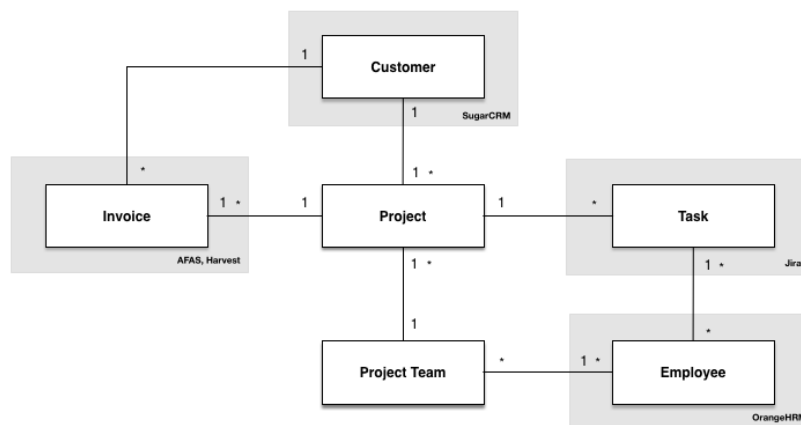 1
Customer
1
SugarCRM
*
1 *
Invoice
1 *
1
Project
1
*
Task
AFAS, Harvest
1 *
1 *
Jira
1
*
Project Team
*
1 *
Employee
OrangeHRM